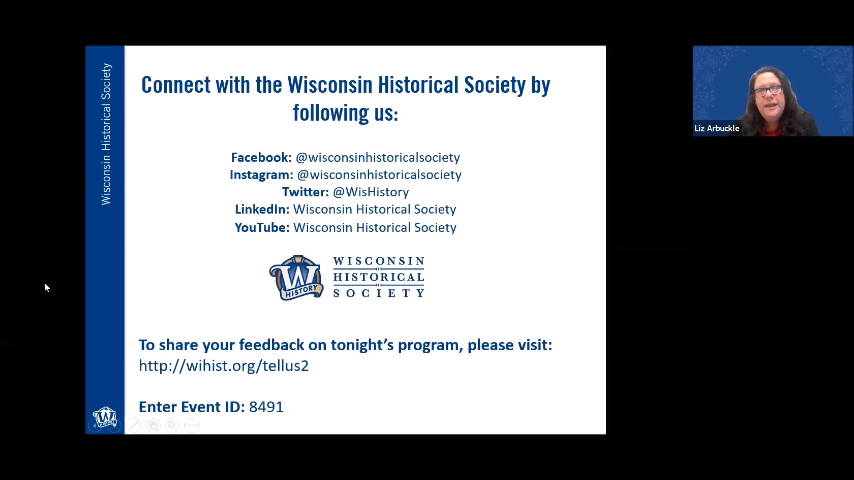 Wisconsin Historical Society
Connect with the Wisconsin Historical Society by
following us:
Facebook: @wisconsinhistoricalsociety
Instagram: @wisconsinhistoricalsociety
Twitter: @WisHistory
LinkedIn: Wisconsin Historical Society
YouTube: Wisconsin Historical Society
W
HISTORY
WISCONSIN
HISTORICAL
SOCIETY
To share your feedback on tonight's program, please visit:
http://wihist.org/tellus2
Enter Event ID: 8491
W
Liz Arbuckle